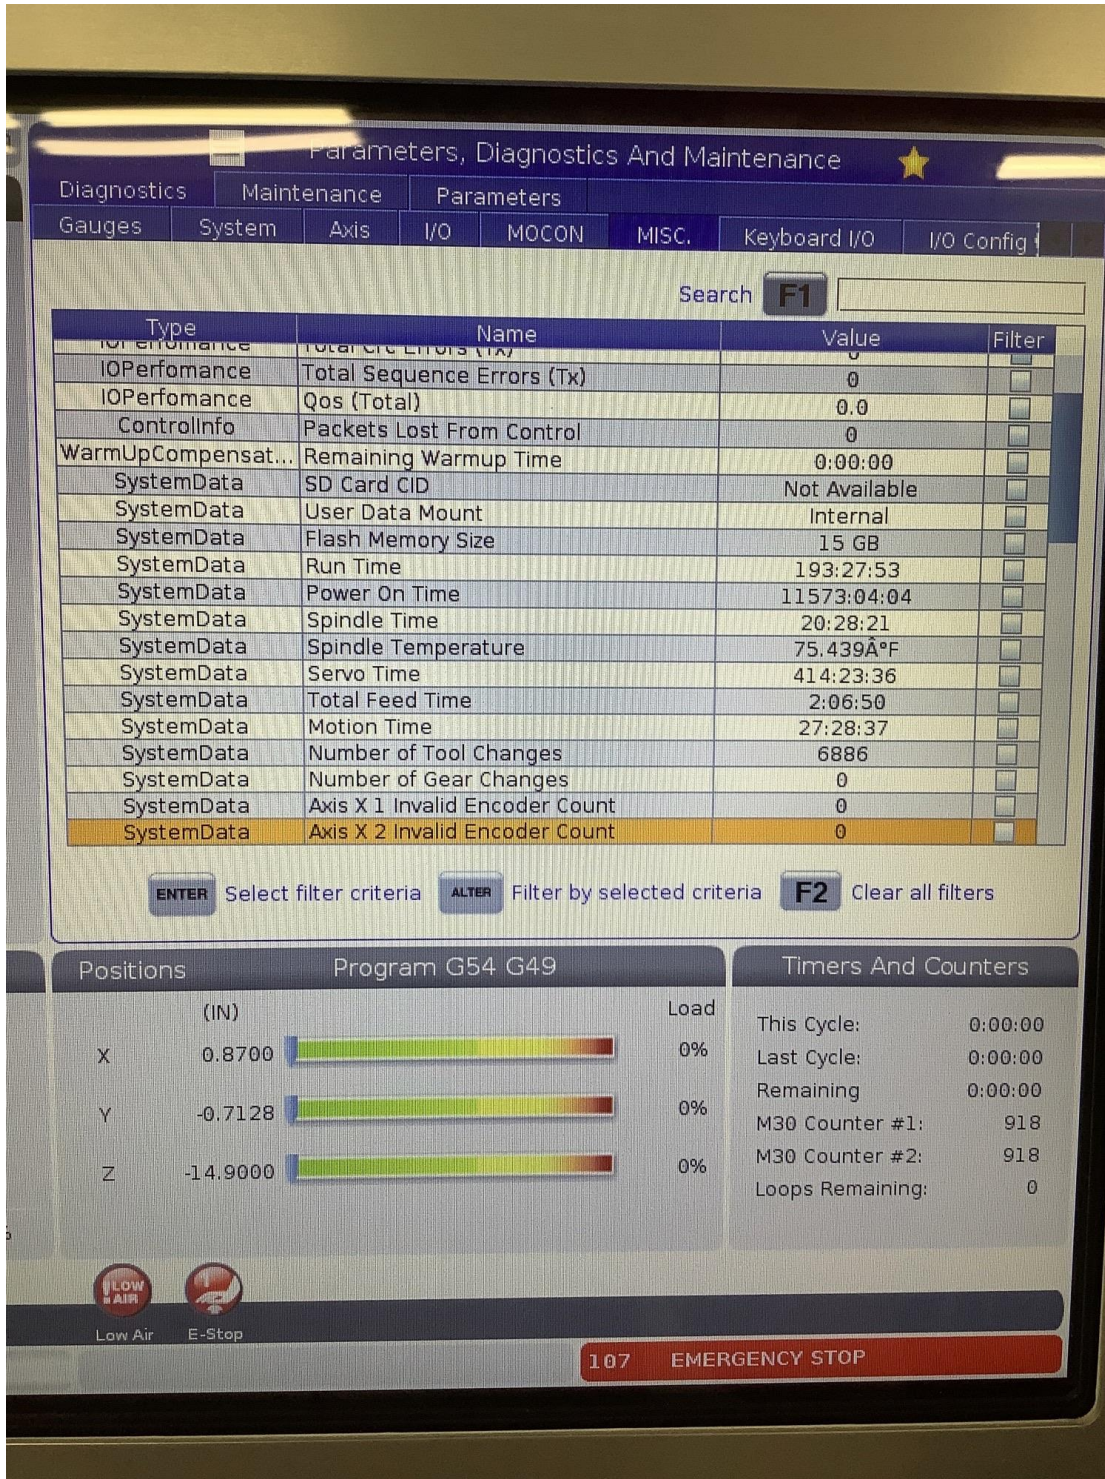 Parameters, Diagnostics And Maintenance
Diagnostics Maintenance Parameters
Gauges System Axis I/O MOCON MISC. Keyboard I/O I/O Config
Search F1
Type Name Value Filter
IOPerfomance Total Crc Errors (Tx) 0
IOPerfomance Total Sequence Errors (Tx) 0
IOPerfomance Qos (Total) 0.0
ControlInfo Packets Lost From Control 0
WarmUpCompensat... Remaining Warmup Time 0:00:00
SystemData SD Card CID Not Available
SystemData User Data Mount Internal
SystemData Flash Memory Size 15 GB
SystemData Run Time 193:27:53
SystemData Power On Time 11573:04:04
SystemData Spindle Time 20:28:21
SystemData Spindle Temperature 75.439Â°F
SystemData Servo Time 414:23:36
SystemData Total Feed Time 2:06:50
SystemData Motion Time 27:28:37
SystemData Number of Tool Changes 6886
SystemData Number of Gear Changes 0
SystemData Axis X 1 Invalid Encoder Count 0
SystemData Axis X 2 Invalid Encoder Count 0
ENTER Select filter criteria ALTER Filter by selected criteria F2 Clear all filters
Positions Program G54 G49
(IN) Load
X 0.8700 0%
Y -0.7128 0%
Z -14.9000 0%
Timers And Counters
This Cycle: 0:00:00
Last Cycle: 0:00:00
Remaining 0:00:00
M30 Counter #1: 918
M30 Counter #2: 918
Loops Remaining: 0
LOW
AIR
Low Air E-Stop
107 EMERGENCY STOP